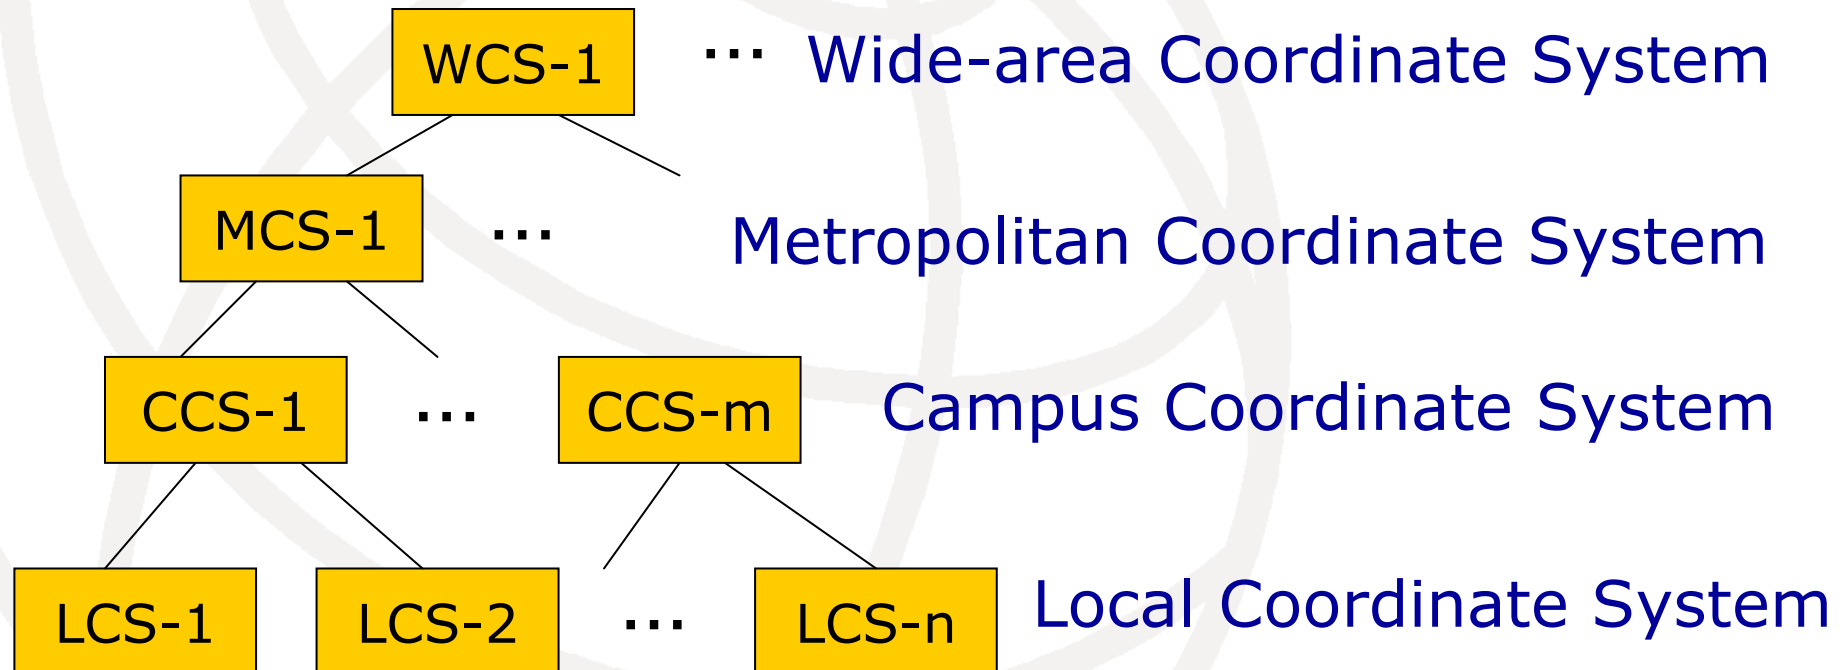 WCS-1 ... Wide-area Coordinate System
MCS-1 ... Metropolitan Coordinate System
CCS-1 ... CCS-m Campus Coordinate System
LCS-1 LCS-2 ... LCS-n Local Coordinate System